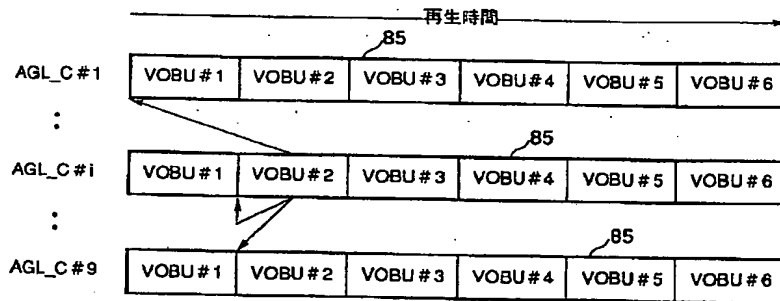 再生時間
85
AGL_C#1 VOBU#1 VOBU#2 VOBU#3 VOBU#4 VOBU#5 VOBU#6
85
AGL_C#i VOBU#1 VOBU#2 VOBU#3 VOBU#4 VOBU#5 VOBU#6
85
AGL_C#9 VOBU#1 VOBU#2 VOBU#3 VOBU#4 VOBU#5 VOBU#6